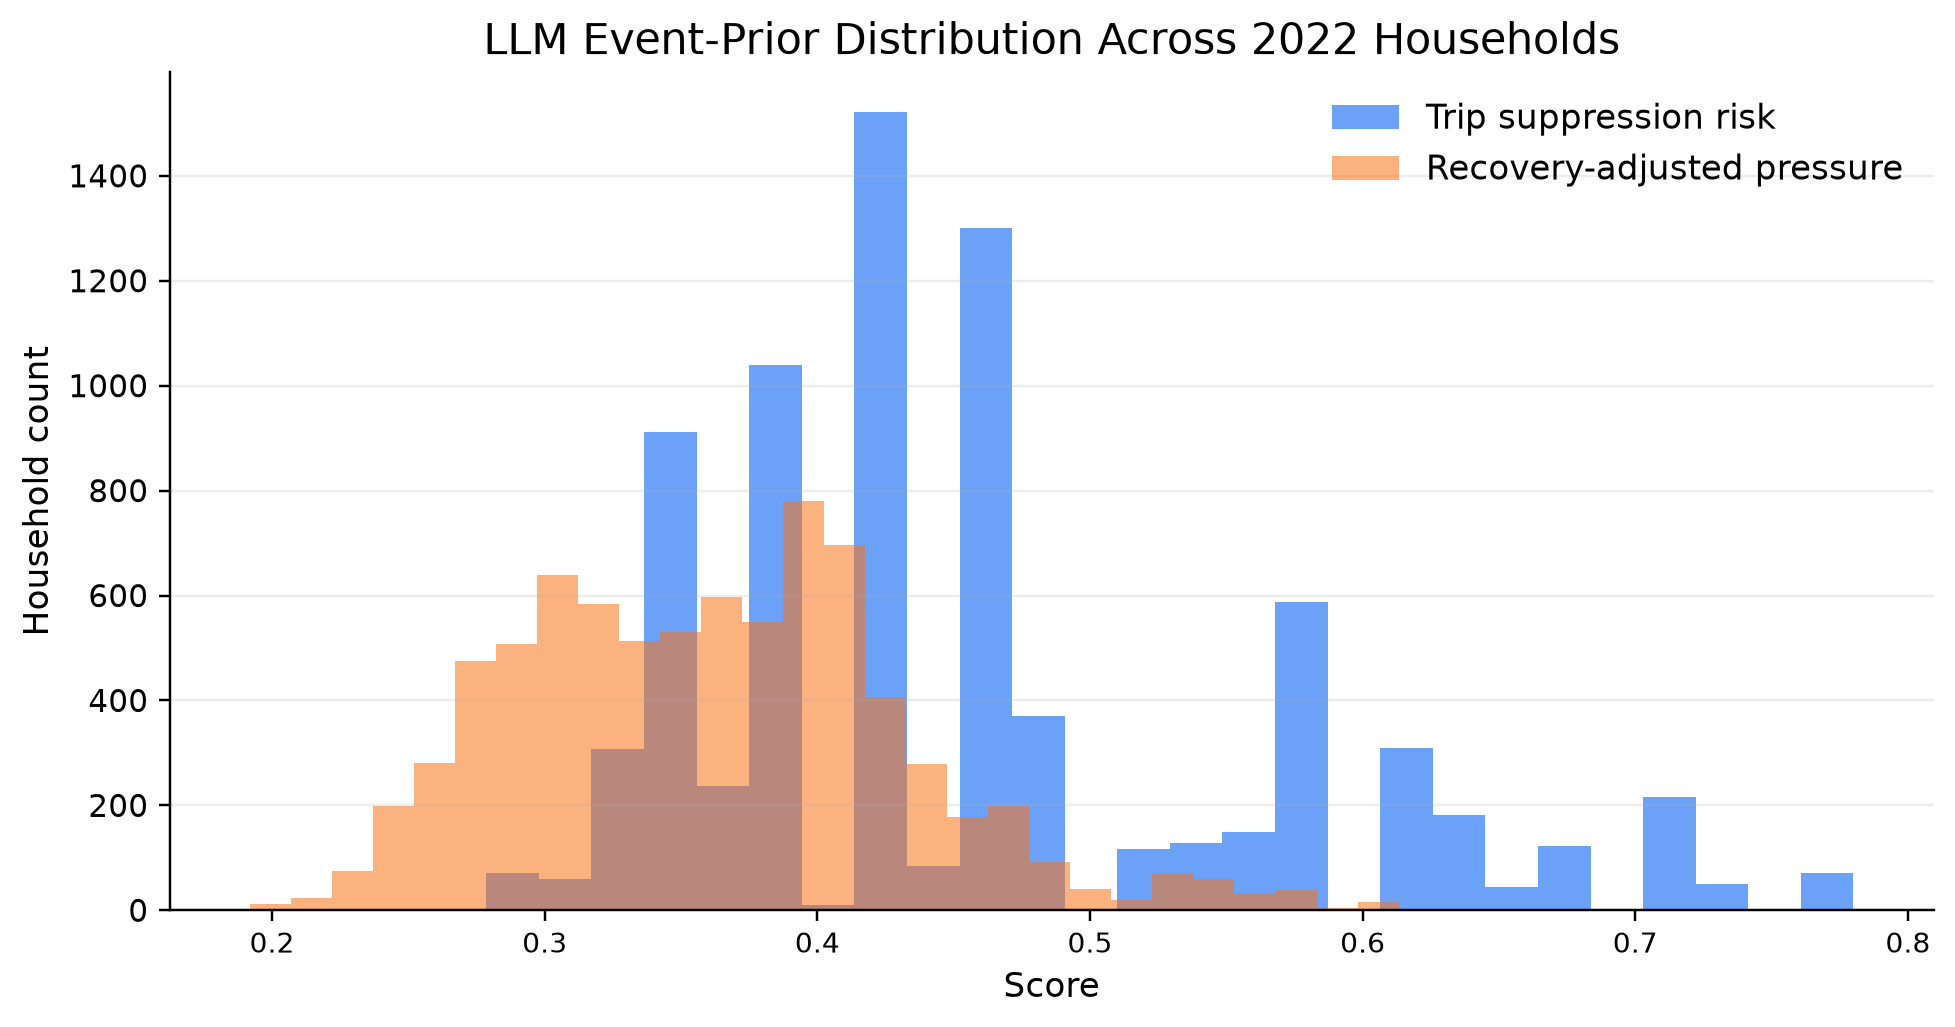 LLM Event-Prior Distribution Across 2022 Households
Trip suppression risk
Recovery-adjusted pressure
Household count
1400
1200
1000
800
600
400
200
0
0.2 0.3 0.4 0.5 0.6 0.7 0.8
Score